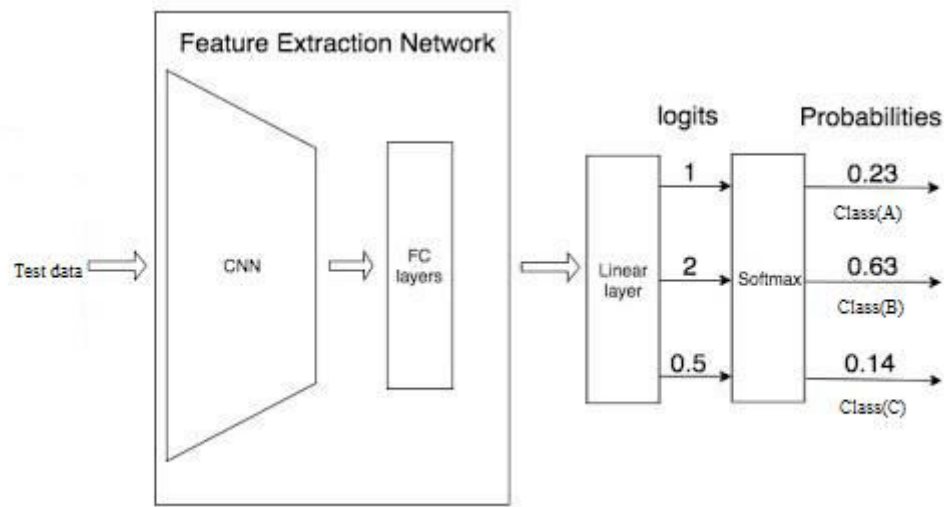 Feature Extraction Network
logits
Probabilities
Test data
CNN
FC
layers
Linear
layer
1
2
0.5
Softmax
0.23
Class(A)
0.63
Class(B)
0.14
Class(C)